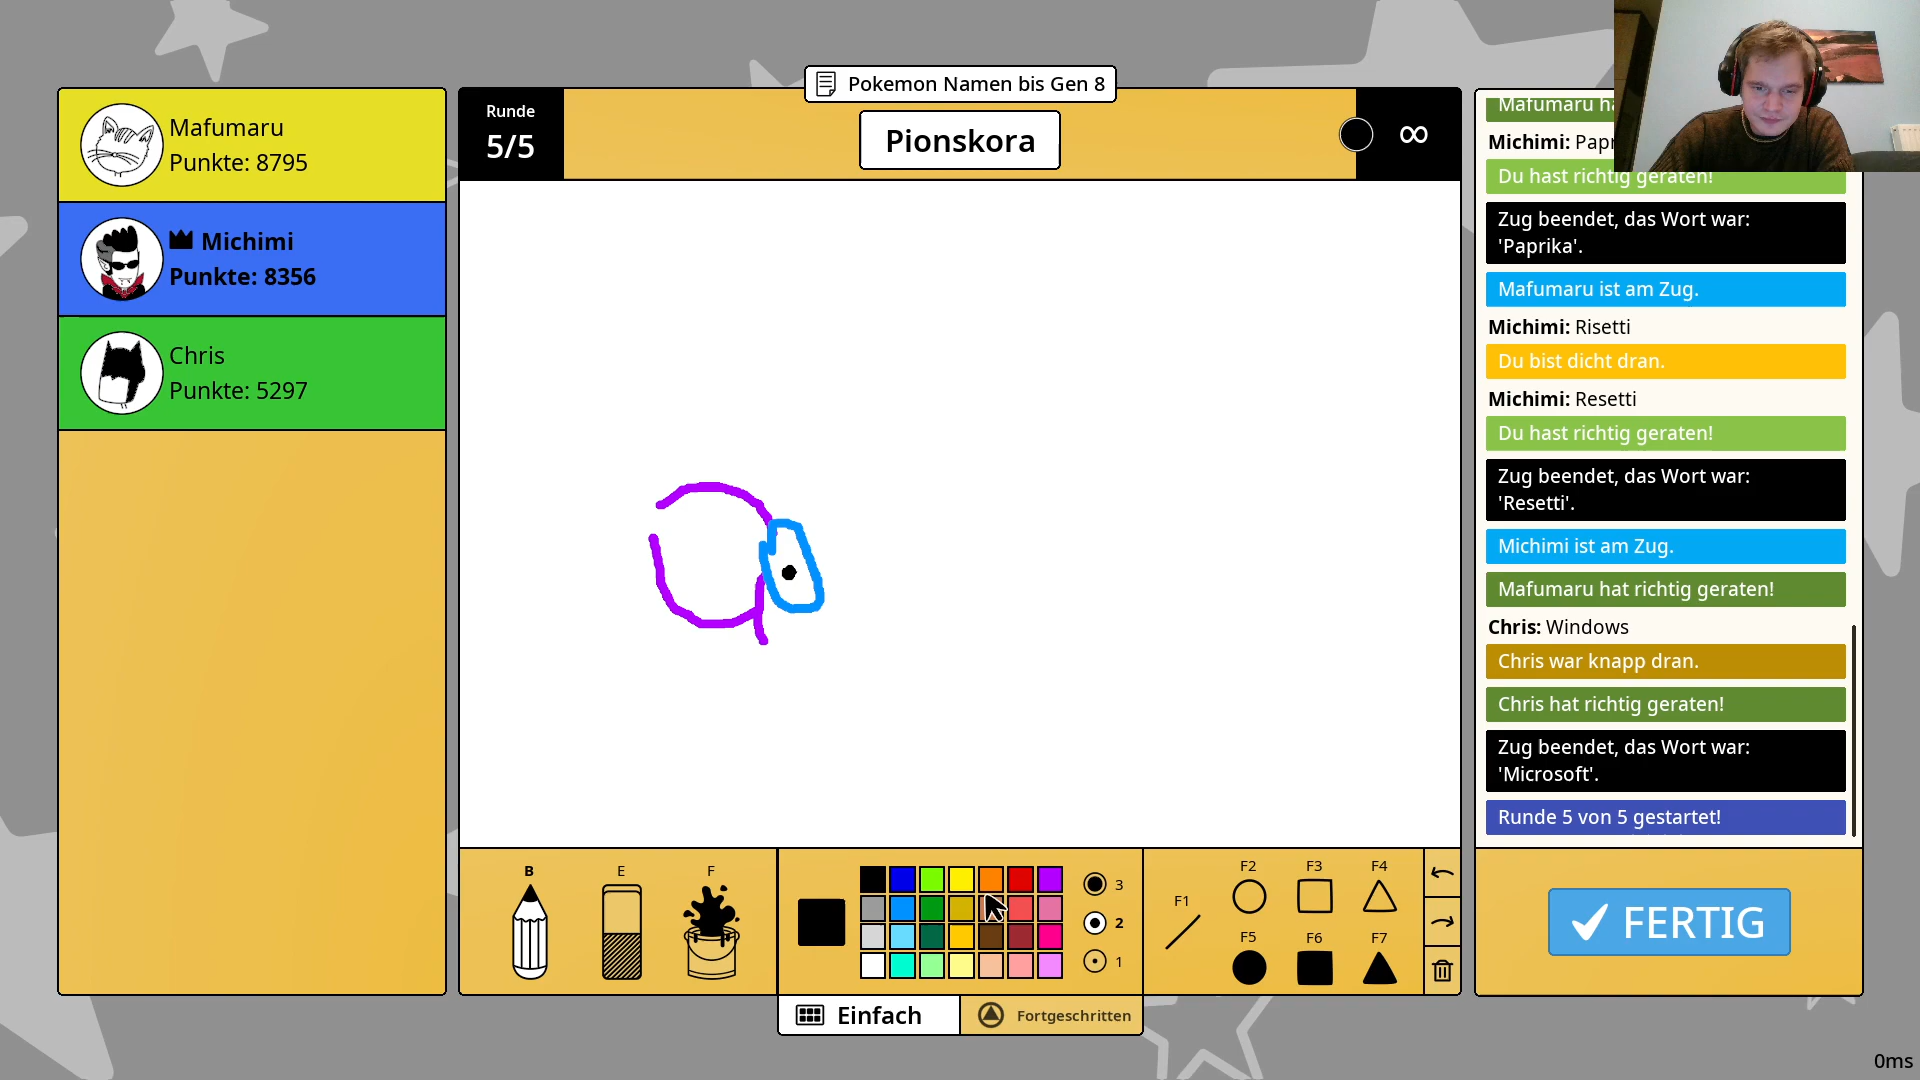 Pokemon Namen bis Gen 8
Runde
5/5
Pionskora
∞
Mafumaru
Punkte: 8795
Michimi
Punkte: 8356
Chris
Punkte: 5297
Mafumaru
Michimi:
Du hast richtig geraten!
Zug beendet, das Wort war:
'Paprika'.
Mafumaru ist am Zug.
Michimi: Risetti
Du bist dicht dran.
Michimi: Resetti
Du hast richtig geraten!
Zug beendet, das Wort war:
'Resetti'.
Michimi ist am Zug.
Mafumaru hat richtig geraten!
Chris: Windows
Chris war knapp dran.
Chris hat richtig geraten!
Zug beendet, das Wort war:
'Microsoft'.
Runde 5 von 5 gestartet!
B
E
F
3
2
1
F1
F2
F3
F4
F5
F6
F7
FERTIG
Einfach
Fortgeschritten
0ms